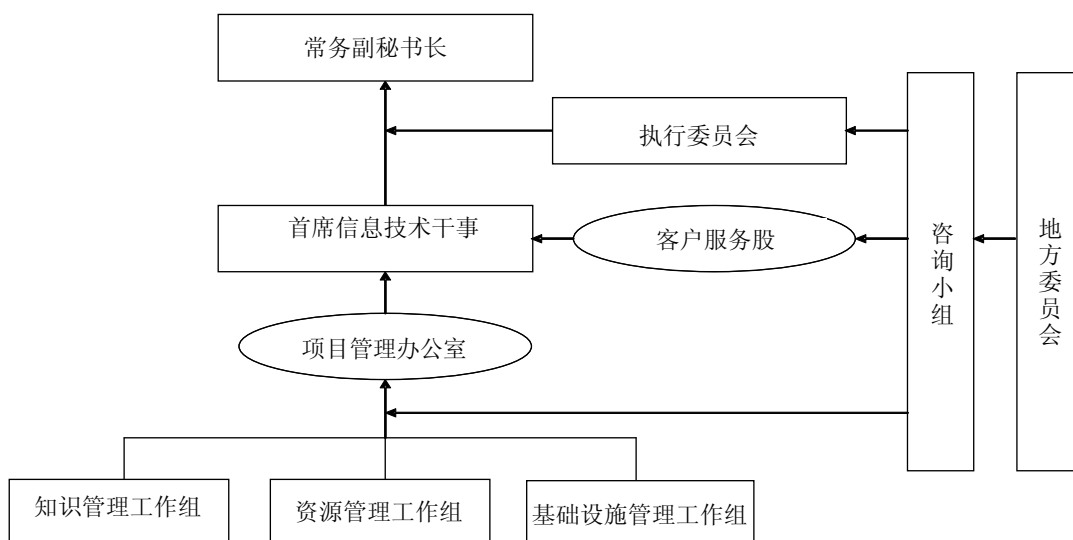 常务副秘书长
执行委员会
首席信息技术干事
客户服务股
咨询小组
地方委员会
项目管理办公室
知识管理工作组
资源管理工作组
基础设施管理工作组